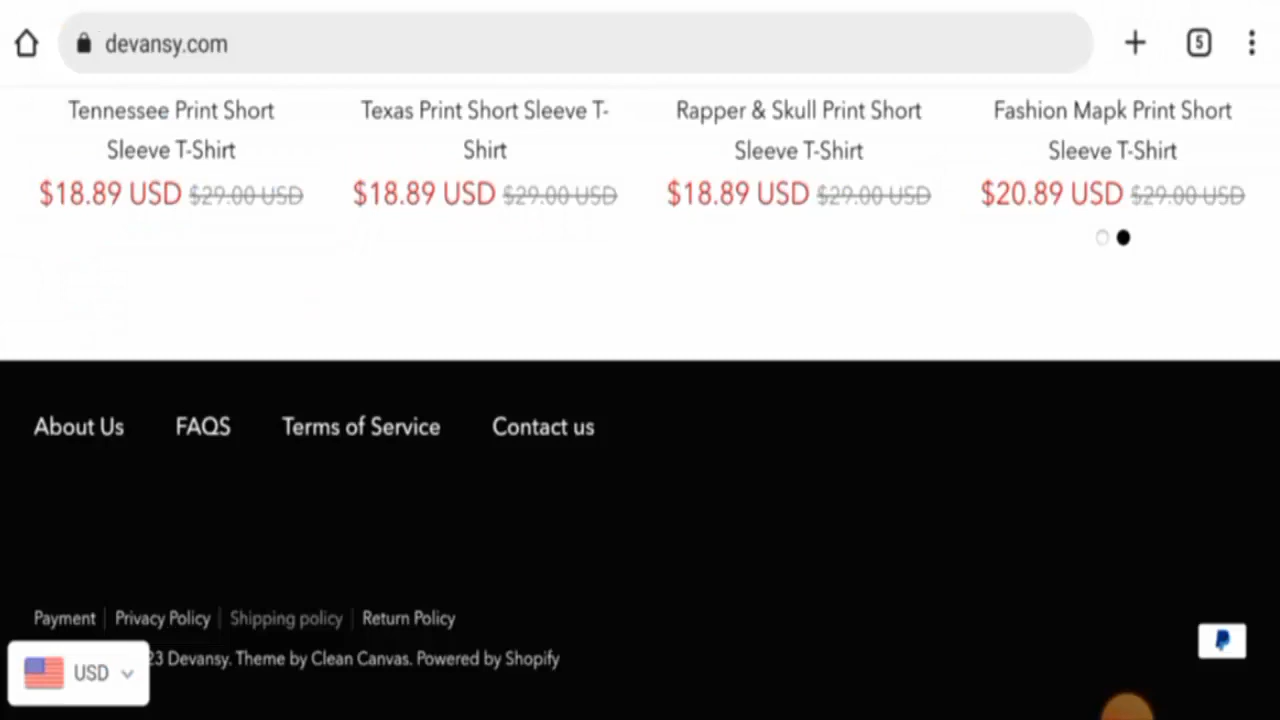 devansy.com
5
Tennessee Print Short
Sleeve T-Shirt
$18.89 USD $29.00 USD
Texas Print Short Sleeve T-
Shirt
$18.89 USD $29.00 USD
Rapper & Skull Print Short
Sleeve T-Shirt
$18.89 USD $29.00 USD
Fashion Mapk Print Short
Sleeve T-Shirt
$20.89 USD $29.00 USD
About Us FAQS Terms of Service Contact us
Payment Privacy Policy Shipping policy Return Policy
23 Devansy. Theme by Clean Canvas. Powered by Shopify
USD